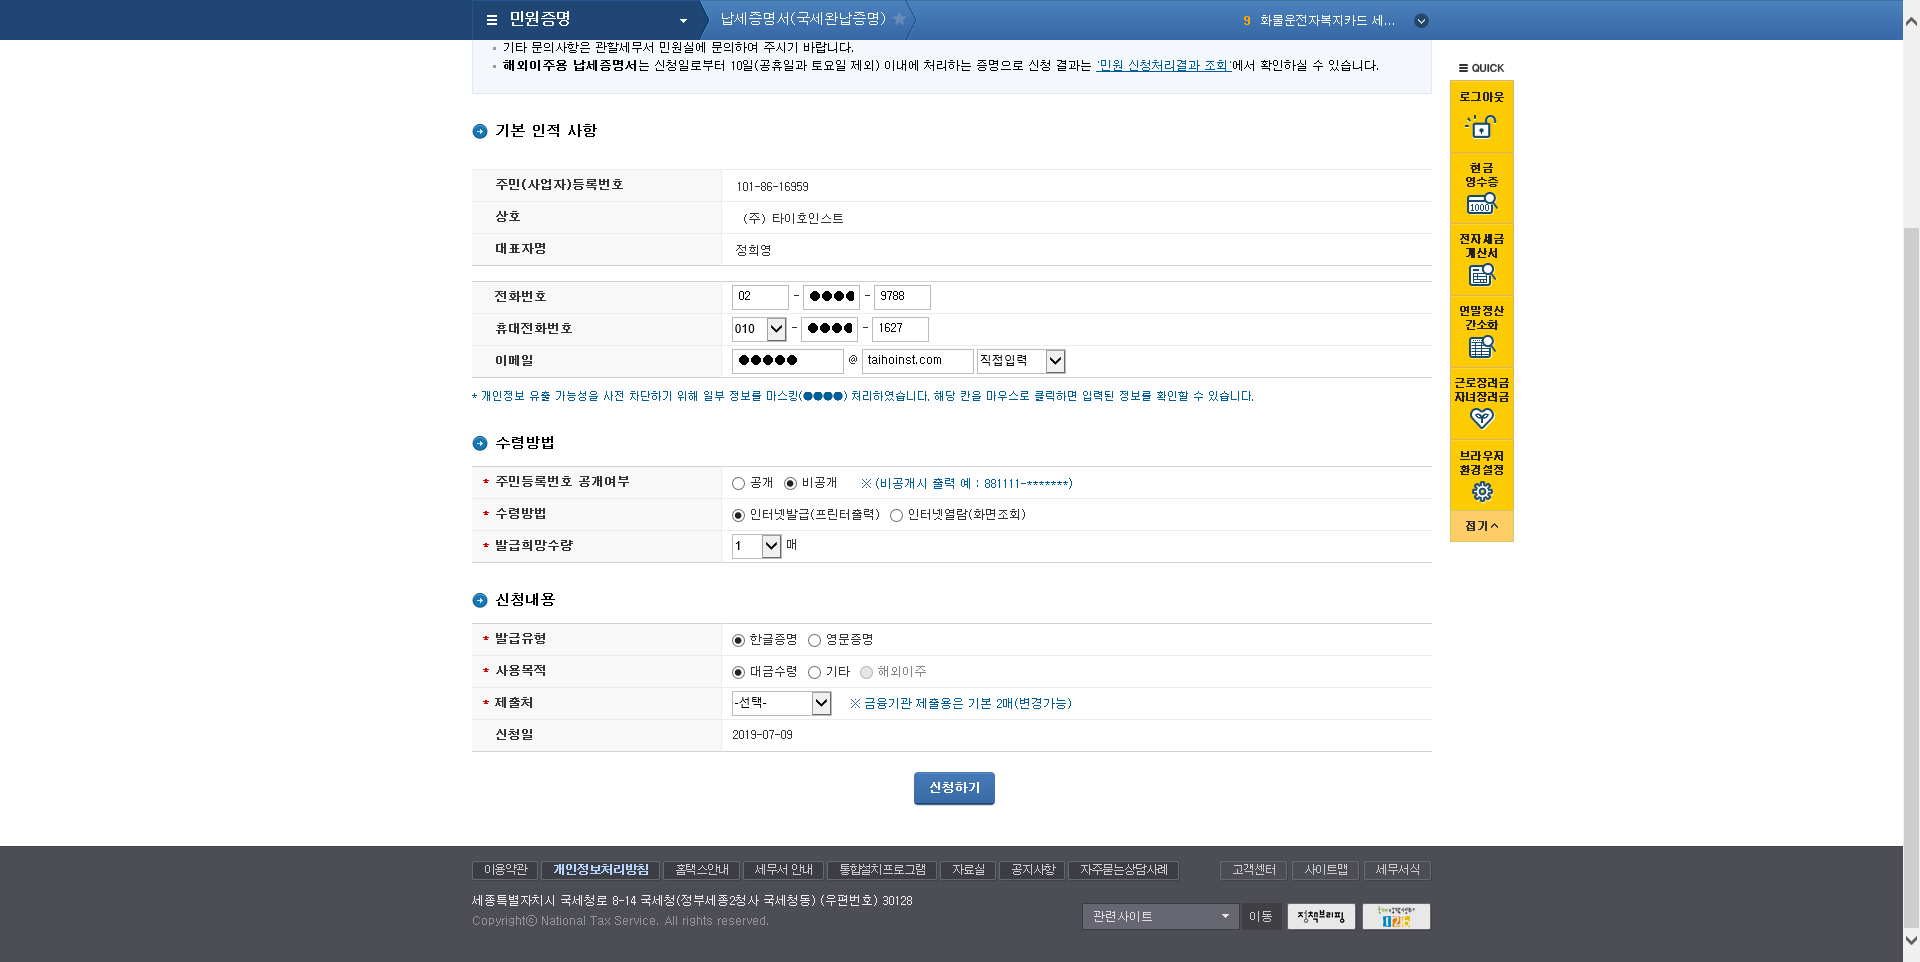 민원증명
납세증명서(국세완납증명)
9 화물운전자복지카드 세...
기타 문의사항은 관할세무서 민원실에 문의하여 주시기 바랍니다.
해외이주용 납세증명서는 신청일로부터 10일(공휴일과 토요일 제외) 이내에 처리하는 증명으로 신청 결과는 '민원 신청처리결과 조회'에서 확인하실 수 있습니다.
QUICK
로그아웃
현금
영수증
1000
전자세금
계산서
연말정산
간소화
근로장려금
자녀장려금
브라우저
환경설정
접기
기본 인적 사항
주민(사업자)등록번호 101-86-16959
상호 (주) 타이호인스트
대표자명 정희영
전화번호 02 - ●●●● - 9788
휴대전화번호 010 - ●●●● - 1627
이메일 ●●●●● @ taihoinst.com 직접입력
* 개인정보 유출 가능성을 사전 차단하기 위해 일부 정보를 마스킹(●●●●) 처리하였습니다. 해당 칸을 마우스로 클릭하면 입력된 정보를 확인할 수 있습니다.
수령방법
* 주민등록번호 공개여부 공개 비공개 ※ (비공개시 출력 예 : 881111-*******)
* 수령방법 인터넷발급(프린터출력) 인터넷열람(화면조회)
* 발급희망수량 1 매
신청내용
* 발급유형 한글증명 영문증명
* 사용목적 대금수령 기타 해외이주
* 제출처 -선택- ※ 금융기관 제출용은 기본 2매(변경가능)
신청일 2019-07-09
신청하기
이용약관 개인정보처리방침 홈택스안내 세무서 안내 통합설치프로그램 자료실 공지사항 자주묻는상담사례 고객센터 사이트맵 세무서식
세종특별자치시 국세청로 8-14 국세청(정부세종2청사 국세청동) (우편번호) 30128
Copyrightⓒ National Tax Service. All rights reserved.
관련사이트 이동 정책브리핑
126